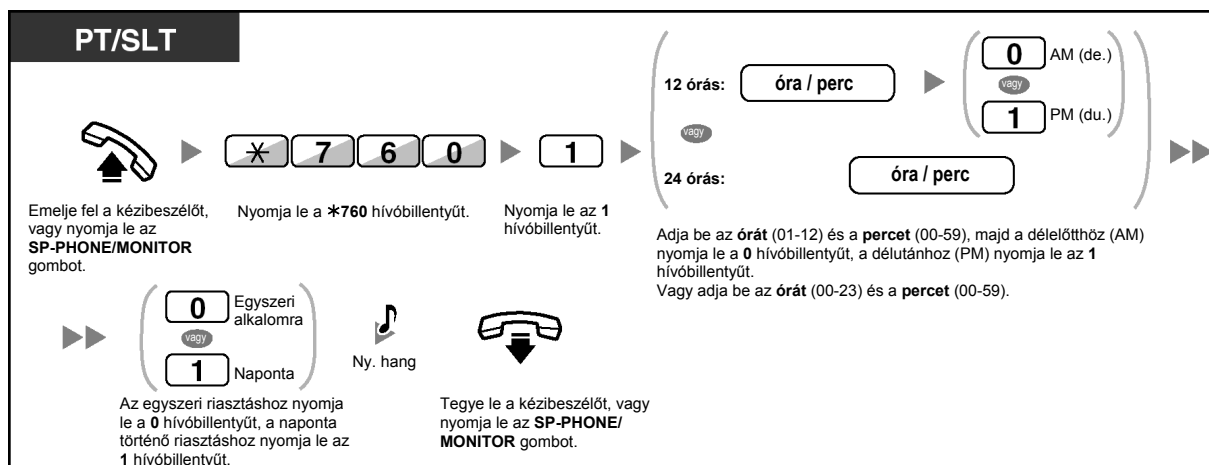 PT/SLT
Emelje fel a kézibeszélőt,
vagy nyomja le az
SP-PHONE/MONITOR
gombot.
*760
Nyomja le a *760 hívóbillentyűt.
1
Nyomja le az 1
hívóbillentyűt.
12 órás: óra / perc
0 AM (de.)
vagy
1 PM (du.)
vagy
24 órás: óra / perc
Adja be az órát (01-12) és a percet (00-59), majd a délelőtthöz (AM)
nyomja le a 0 hívóbillentyűt, a délutánhoz (PM) nyomja le az 1
hívóbillentyűt.
Vagy adja be az órát (00-23) és a percet (00-59).
0 Egyszeri
alkalomra
vagy
1 Naponta
Az egyszeri riasztáshoz nyomja
le a 0 hívóbillentyűt, a naponta
történő riasztáshoz nyomja le az
1 hívóbillentyűt.
Ny. hang
Tegye le a kézibeszélőt, vagy
nyomja le az SP-PHONE/
MONITOR gombot.